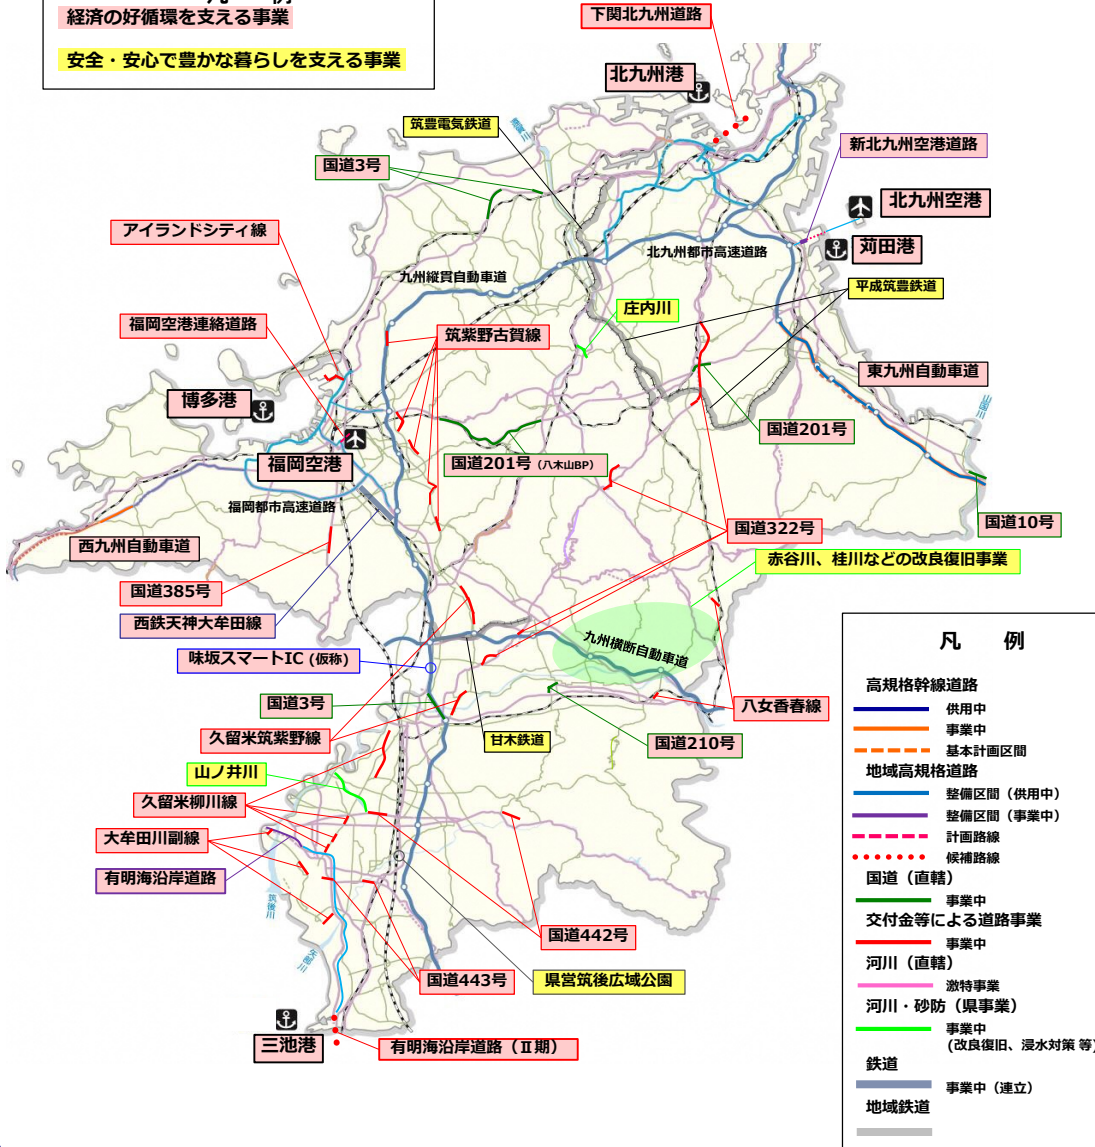 凡　例
経済の好循環を支える事業
安全・安心で豊かな暮らしを支える事業
下関北九州道路
北九州港
筑豊電気鉄道
国道3号
新北九州空港道路
北九州空港
アイランドシティ線
北九州都市高速道路
苅田港
九州縦貫自動車道
平成筑豊鉄道
庄内川
福岡空港連絡道路
筑紫野古賀線
東九州自動車道
博多港
山国川
国道201号
国道201号 (八木山BP)
福岡空港
福岡都市高速道路
国道10号
国道322号
西九州自動車道
赤谷川、桂川などの改良復旧事業
国道385号
西鉄天神大牟田線
九州横断自動車道
味坂スマートIC (仮称)
国道3号
八女香春線
久留米筑紫野線
甘木鉄道
国道210号
山ノ井川
久留米柳川線
大牟田川副線
有明海沿岸道路
筑後川
国道442号
矢部川
国道443号
県営筑後広域公園
三池港
有明海沿岸道路（Ⅱ期）
凡　例
高規格幹線道路
供用中
事業中
基本計画区間
地域高規格道路
整備区間（供用中）
整備区間（事業中）
計画路線
候補路線
国道（直轄）
事業中
交付金等による道路事業
事業中
河川（直轄）
激特事業
河川・砂防（県事業）
事業中
(改良復旧、浸水対策 等)
鉄道
事業中（連立）
地域鉄道